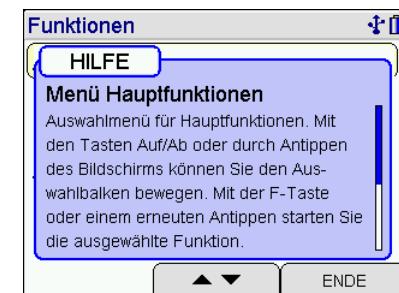 Funktionen
HILFE
Menü Hauptfunktionen
Auswahlmenü für Hauptfunktionen. Mit
den Tasten Auf/Ab oder durch Antippen
des Bildschirms können Sie den Aus-
wahlbalken bewegen. Mit der F-Taste
oder einem erneuten Antippen starten Sie
die ausgewählte Funktion.
ENDE